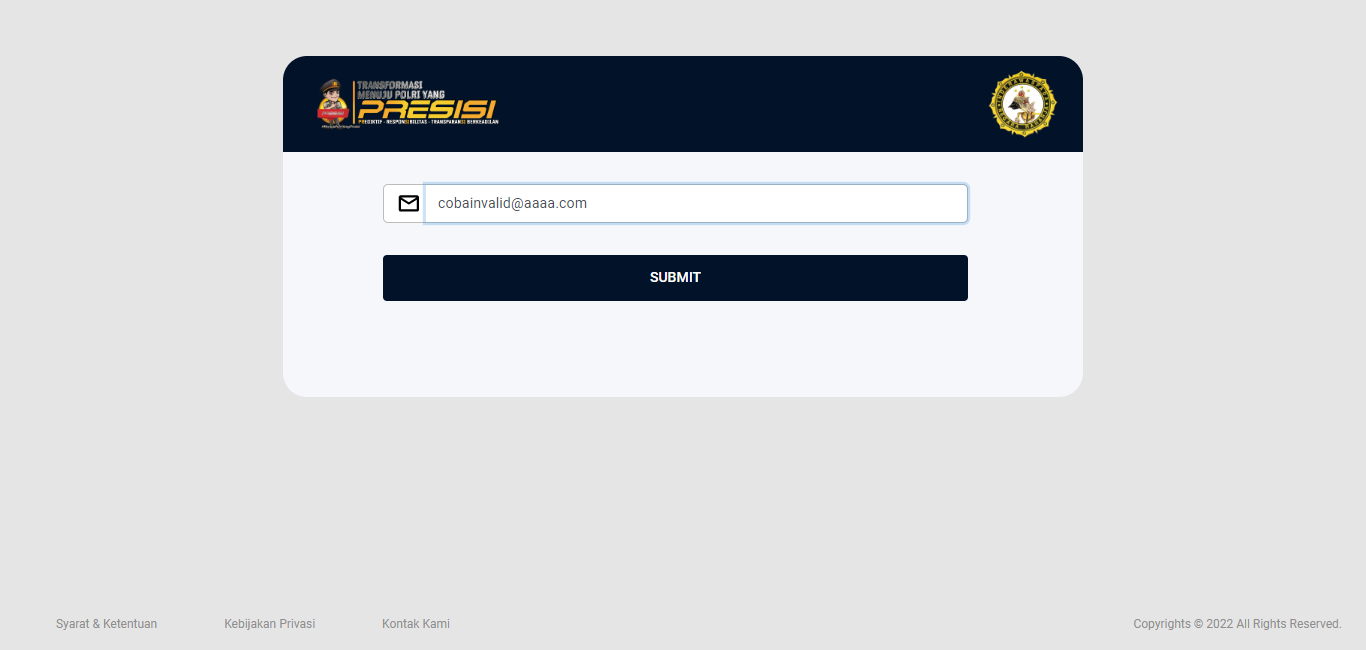 TRANSFORMASI
MENUJU POLRI YANG
PRESISI
PREDIKTIF - RESPONSIBILITAS - TRANSPARANSI BERKEADILAN
cobainvalid@aaaa.com
SUBMIT
Syarat & Ketentuan Kebijakan Privasi Kontak Kami Copyrights © 2022 All Rights Reserved.